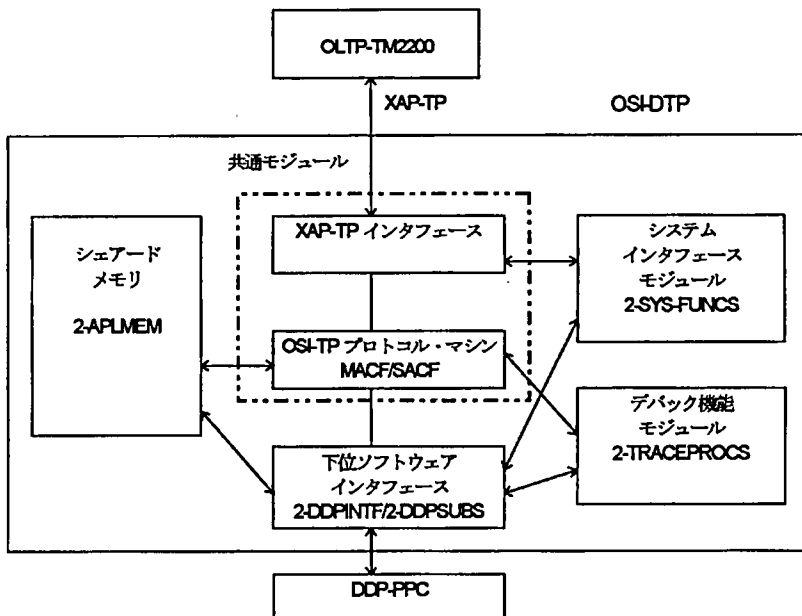 OLTP-TM2200
XAP-TP
OSI-DTP
共通モジュール
XAP-TP インタフェース
シェアード
メモリ
2-APLMEM
システム
インタフェース
モジュール
2-SYS-FUNCS
OSI-TP プロトコル・マシン
MACF/SACF
デバック機能
モジュール
2-TRACEPROCS
下位ソフトウェア
インタフェース
2-DDPINTF/2-DDPSUBS
DDP-PPC